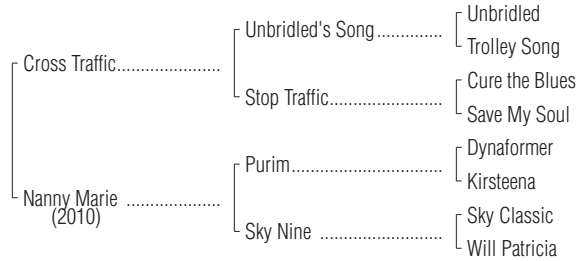 Unbridled
Unbridled's Song..............
Trolley Song
Cross Traffic......................
Cure the Blues
Stop Traffic........................
Save My Soul
Dynaformer
Purim................................
Kirsteena
Nanny Marie ....................
(2010)
Sky Classic
Sky Nine ..........................
Will Patricia